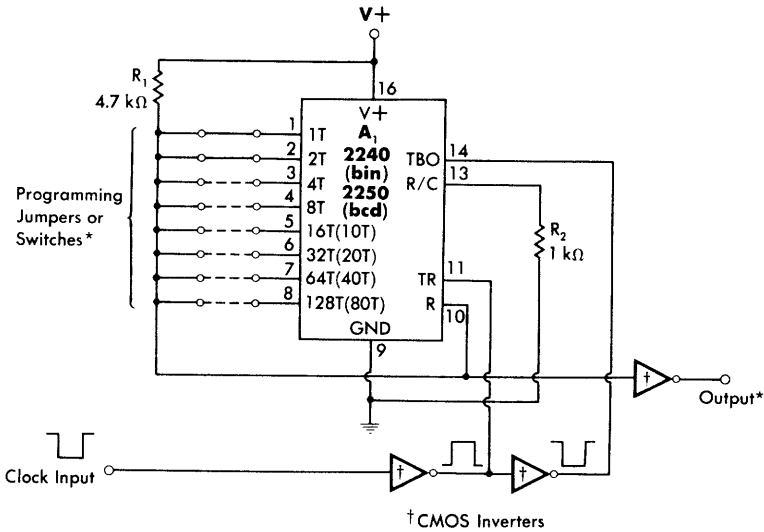 V+
R1
4.7 kΩ
16
V+
A1
2240
(bin)
2250
(bcd)
1 1T
2 2T
3 4T
4 8T
5 16T(10T)
6 32T(20T)
7 64T(40T)
8 128T(80T)
TBO 14
R/C 13
TR 11
R 10
GND
9
R2
1 kΩ
Programming
Jumpers or
Switches*
†
Output*
Clock Input
†
†
†CMOS Inverters